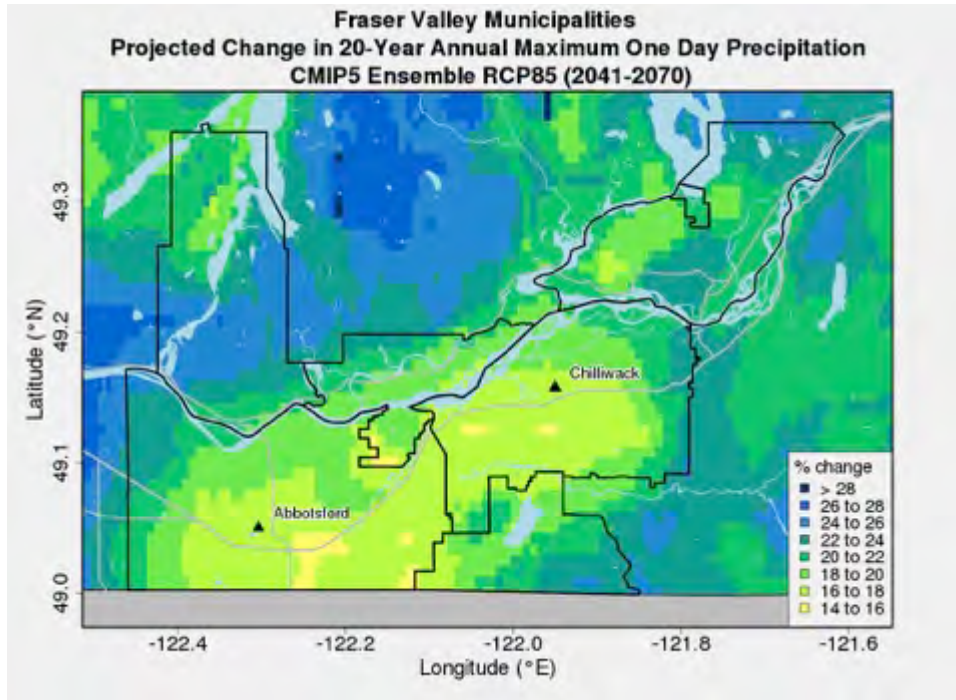 Fraser Valley Municipalities
Projected Change in 20-Year Annual Maximum One Day Precipitation
CMIP5 Ensemble RCP85 (2041-2070)
49.3
49.2
49.1
49.0
Latitude (°N)
Chilliwack
Abbotsford
% change
> 28
26 to 28
24 to 26
22 to 24
20 to 22
18 to 20
16 to 18
14 to 16
-122.4 -122.2 -122.0 -121.8 -121.6
Longitude (°E)